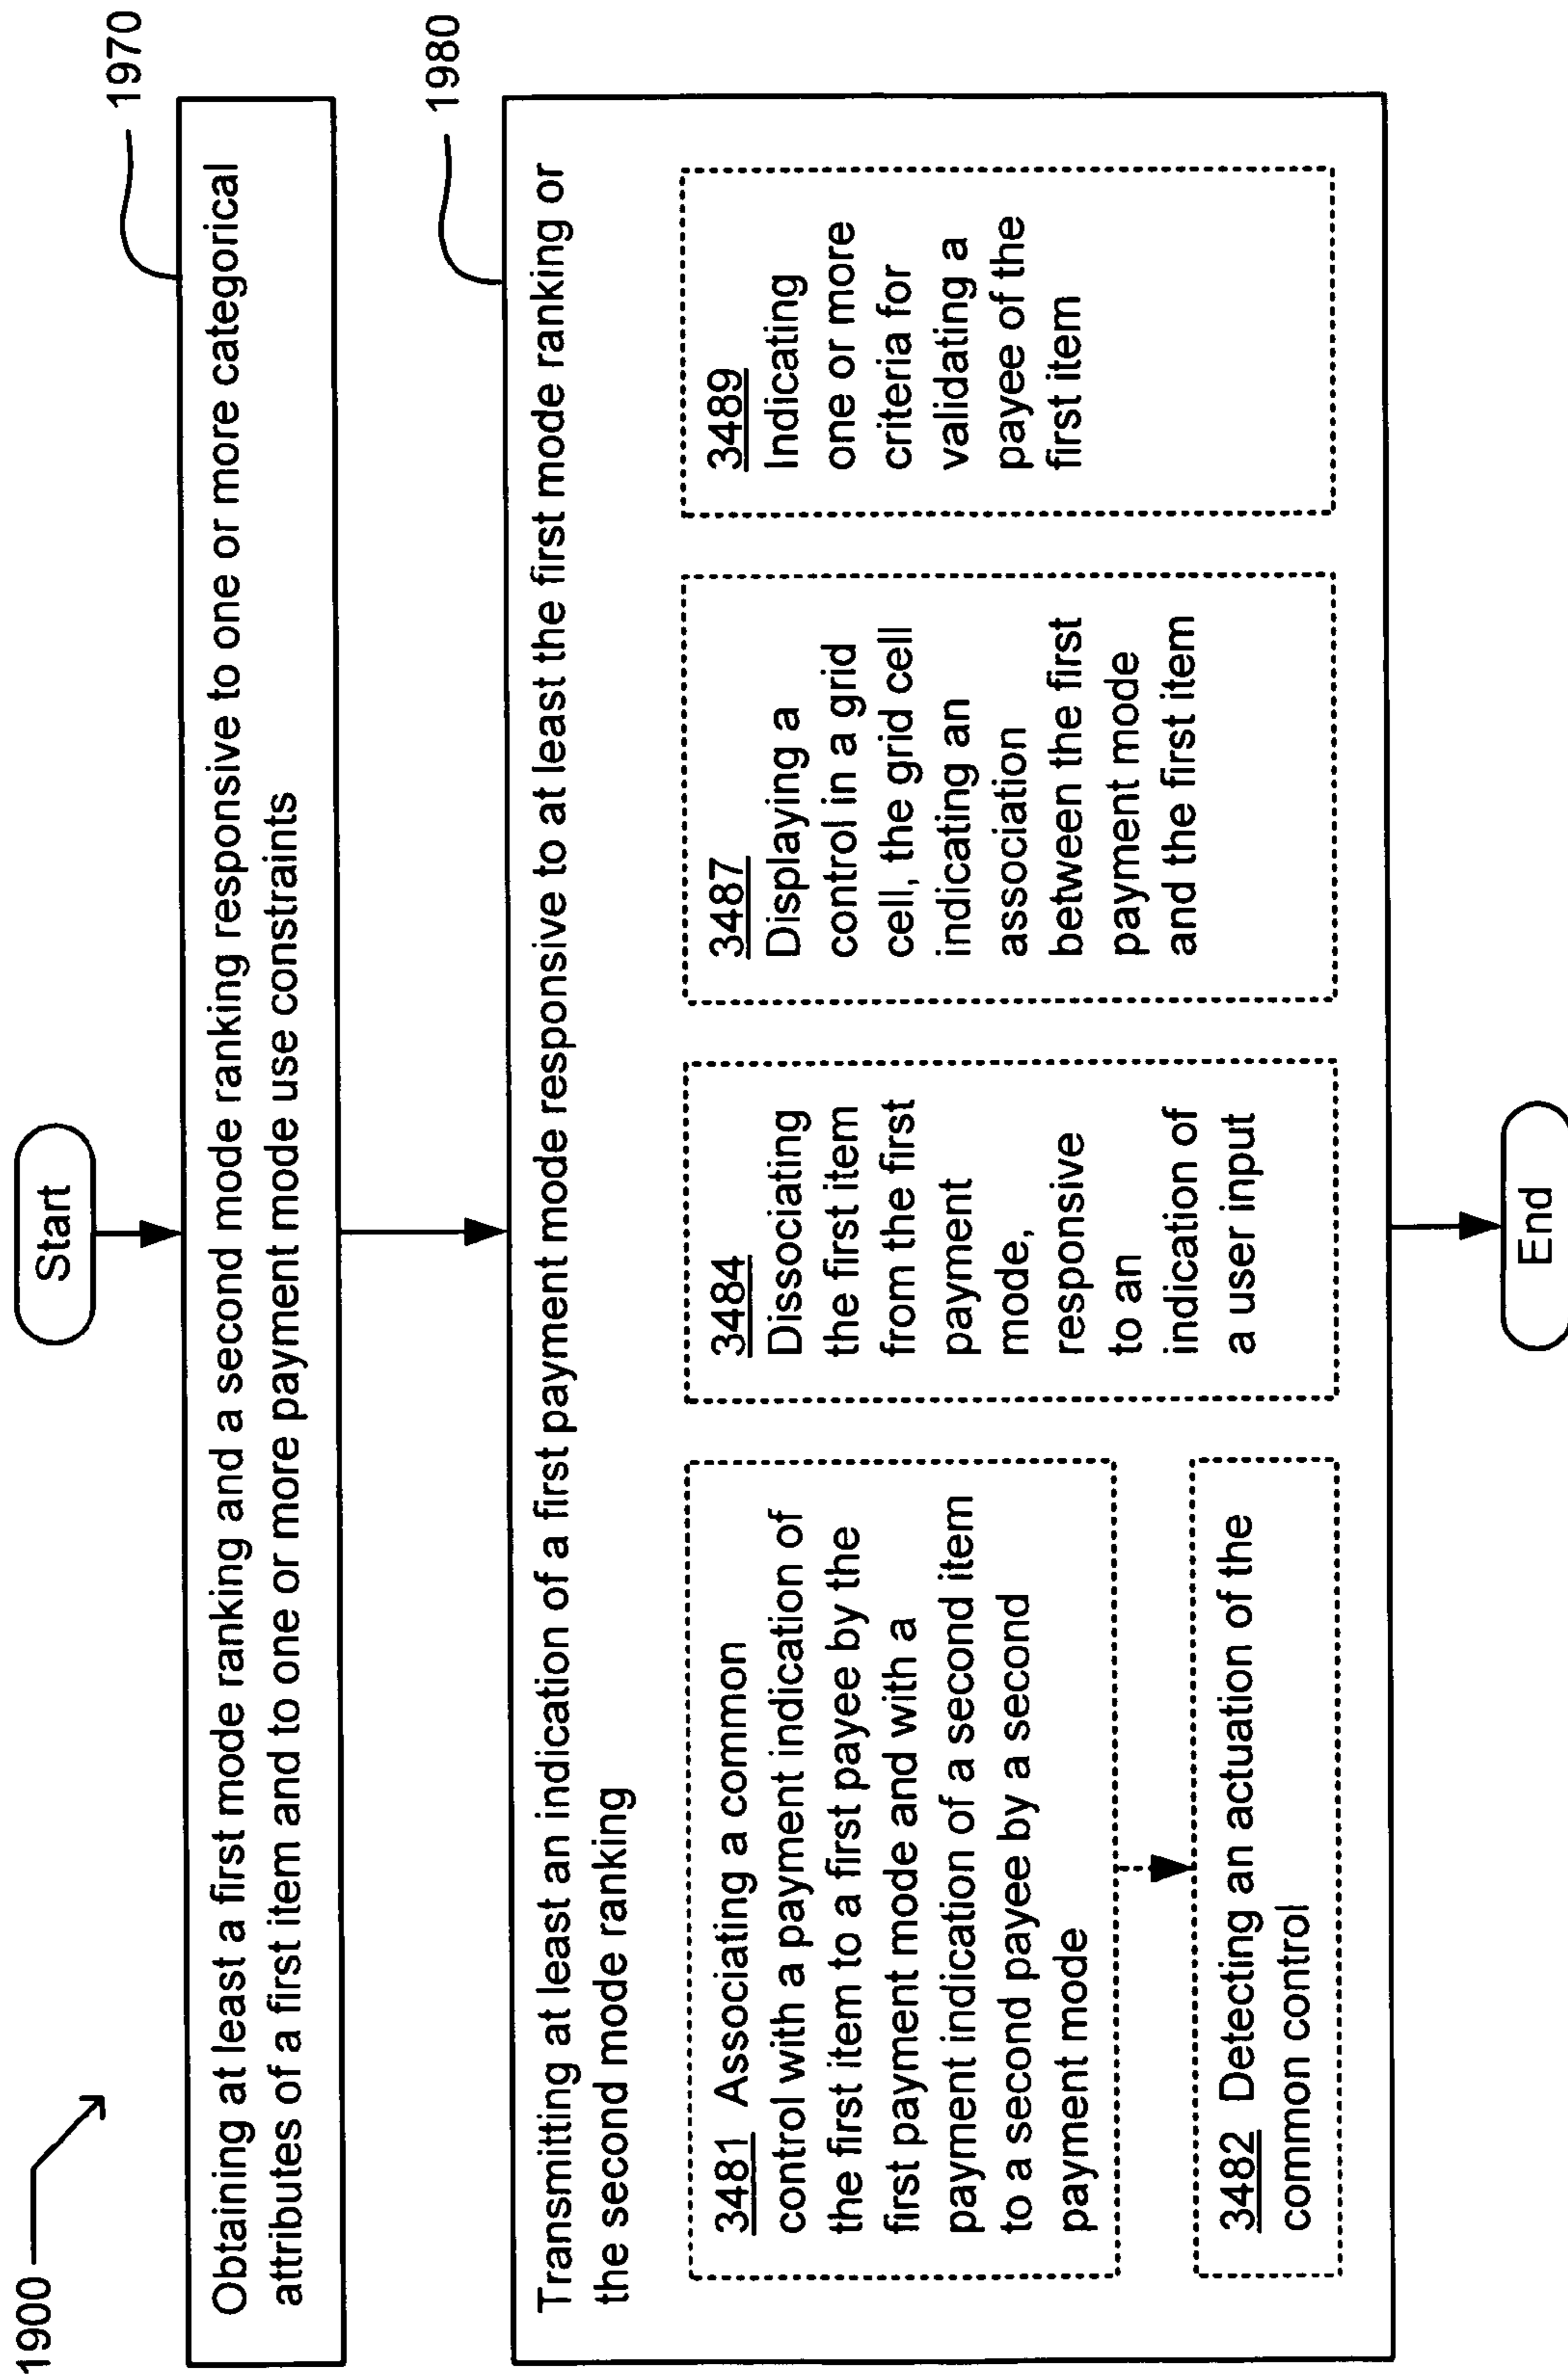 1900
Start
1970
Obtaining at least a first mode ranking and a second mode ranking responsive to one or more categorical
attributes of a first item and to one or more payment mode use constraints
1980
Transmitting at least an indication of a first payment mode responsive to at least the first mode ranking or
the second mode ranking
3481 Associating a common
control with a payment indication of
the first item to a first payee by the
first payment mode and with a
payment indication of a second item
to a second payee by a second
payment mode
3482 Detecting an actuation of the
common control
3484
Dissociating
the first item
from the first
payment
mode,
responsive
to an
indication of
a user input
3487
Displaying a
control in a grid
cell, the grid cell
indicating an
association
between the first
payment mode
and the first item
3489
Indicating
one or more
criteria for
validating a
payee of the
first item
End